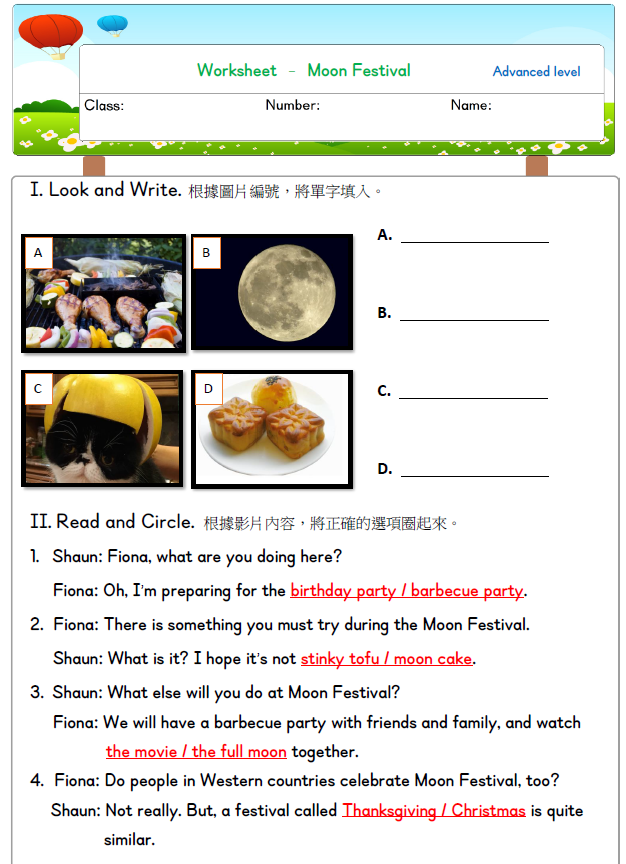 Worksheet – Moon Festival
Advanced level
Class:
Number:
Name:
I. Look and Write. 根據圖片編號，將單字填入。
A
B
C
D
A. ____________
B. ____________
C. ____________
D. ____________
II. Read and Circle. 根據影片內容，將正確的選項圈起來。
1. Shaun: Fiona, what are you doing here?
Fiona: Oh, I'm preparing for the birthday party / barbecue party.
2. Fiona: There is something you must try during the Moon Festival.
Shaun: What is it? I hope it's not stinky tofu / moon cake.
3. Shaun: What else will you do at Moon Festival?
Fiona: We will have a barbecue party with friends and family, and watch
the movie / the full moon together.
4. Fiona: Do people in Western countries celebrate Moon Festival, too?
Shaun: Not really. But, a festival called Thanksgiving / Christmas is quite
similar.